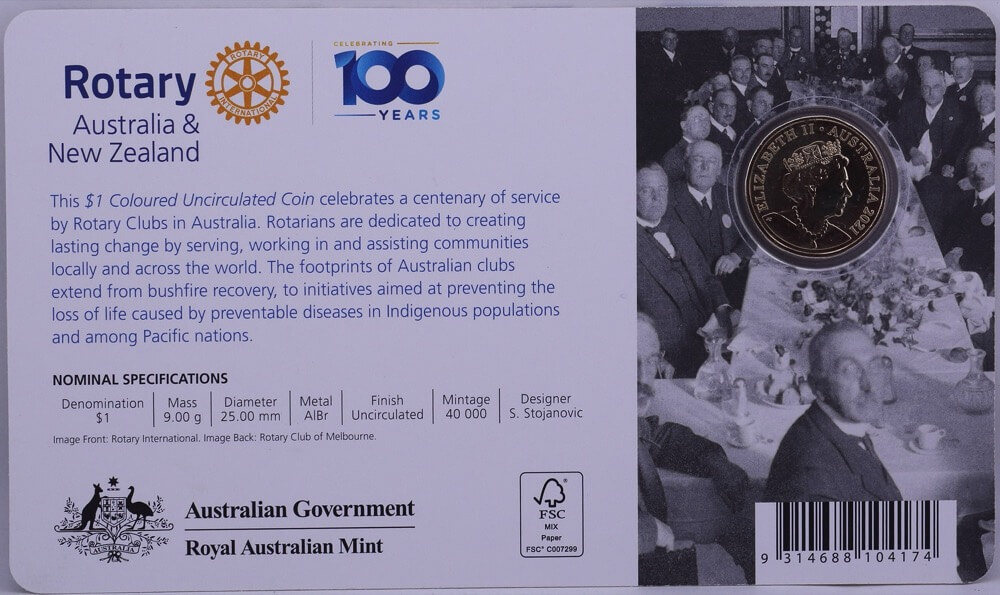 Rotary
Australia &
New Zealand
ROTARY
INTERNATIONAL
CELEBRATING
100
YEARS
This $1 Coloured Uncirculated Coin celebrates a centenary of service
by Rotary Clubs in Australia. Rotarians are dedicated to creating
lasting change by serving, working in and assisting communities
locally and across the world. The footprints of Australian clubs
extend from bushfire recovery, to initiatives aimed at preventing the
loss of life caused by preventable diseases in Indigenous populations
and among Pacific nations.
NOMINAL SPECIFICATIONS
Denomination Mass Diameter Metal Finish Mintage Designer
$1 9.00 g 25.00 mm AlBr Uncirculated 40 000 S. Stojanovic
Image Front: Rotary International. Image Back: Rotary Club of Melbourne.
AUSTRALIA
Australian Government
Royal Australian Mint
FSC
MIX
Paper
FSC® C007299
ELIZABETH II • AUSTRALIA 2021
9 314688 104174